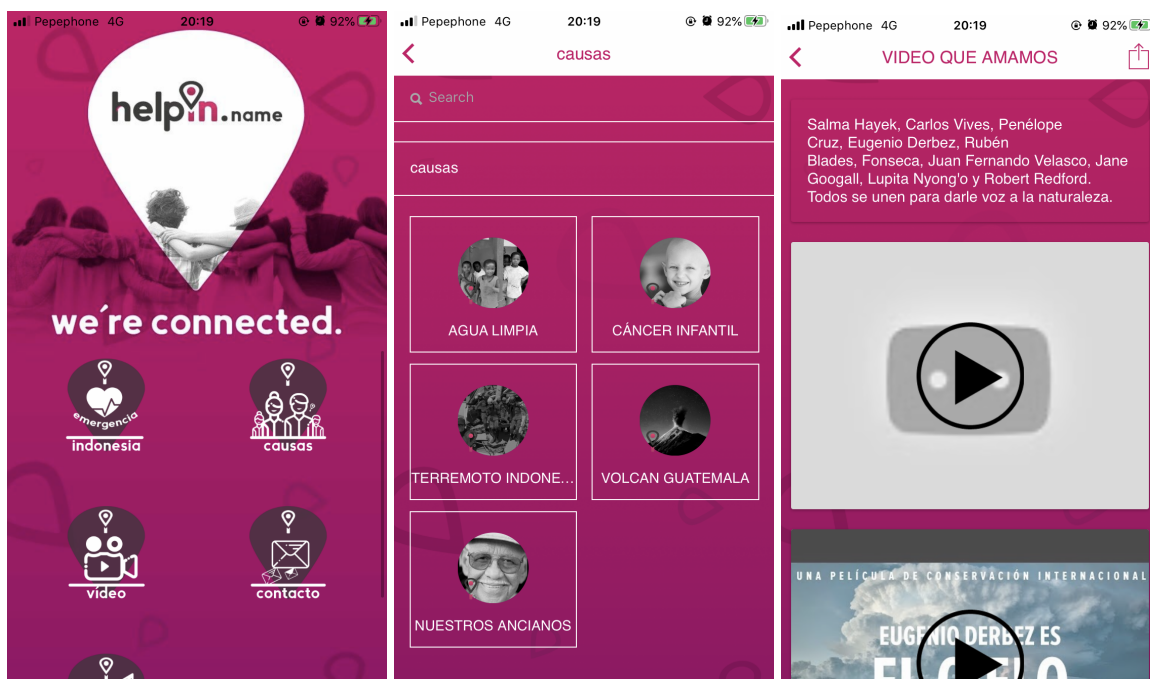 Pepephone 4G 20:19 92%
helpin.name
we´re connected.
emergencia
indonesia
causas
vídeo
contacto
Pepephone 4G 20:19 92%
causas
Search
causas
AGUA LIMPIA
CÁNCER INFANTIL
TERREMOTO INDONE...
VOLCAN GUATEMALA
NUESTROS ANCIANOS
Pepephone 4G 20:19 92%
VIDEO QUE AMAMOS
Salma Hayek, Carlos Vives, Penélope
Cruz, Eugenio Derbez, Rubén
Blades, Fonseca, Juan Fernando Velasco, Jane
Googall, Lupita Nyong'o y Robert Redford.
Todos se unen para darle voz a la naturaleza.
UNA PELÍCULA DE CONSERVACIÓN INTERNACIONAL
EUGENIO DERBEZ ES
EL CIELO